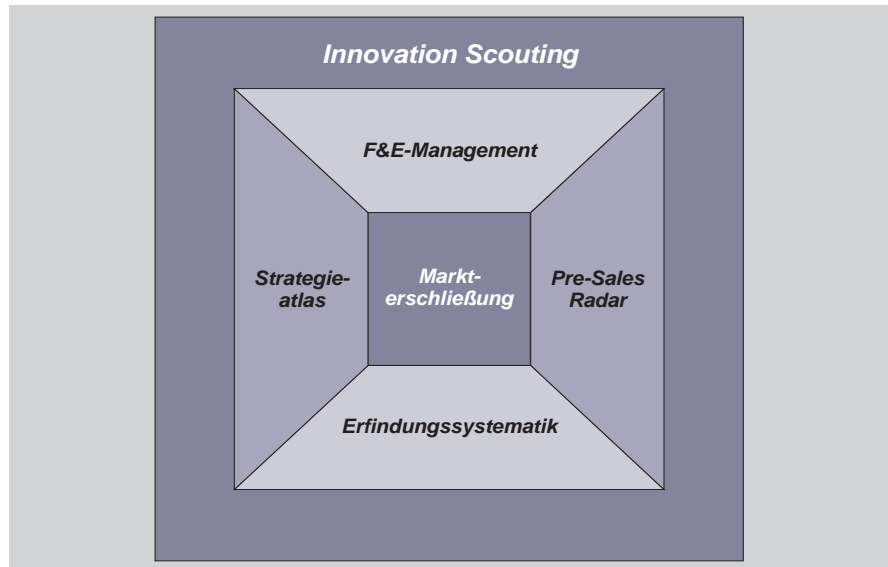 Innovation Scouting
F&E-Management
Strategie-
atlas
Markt-
erschließung
Pre-Sales
Radar
Erfindungssystematik